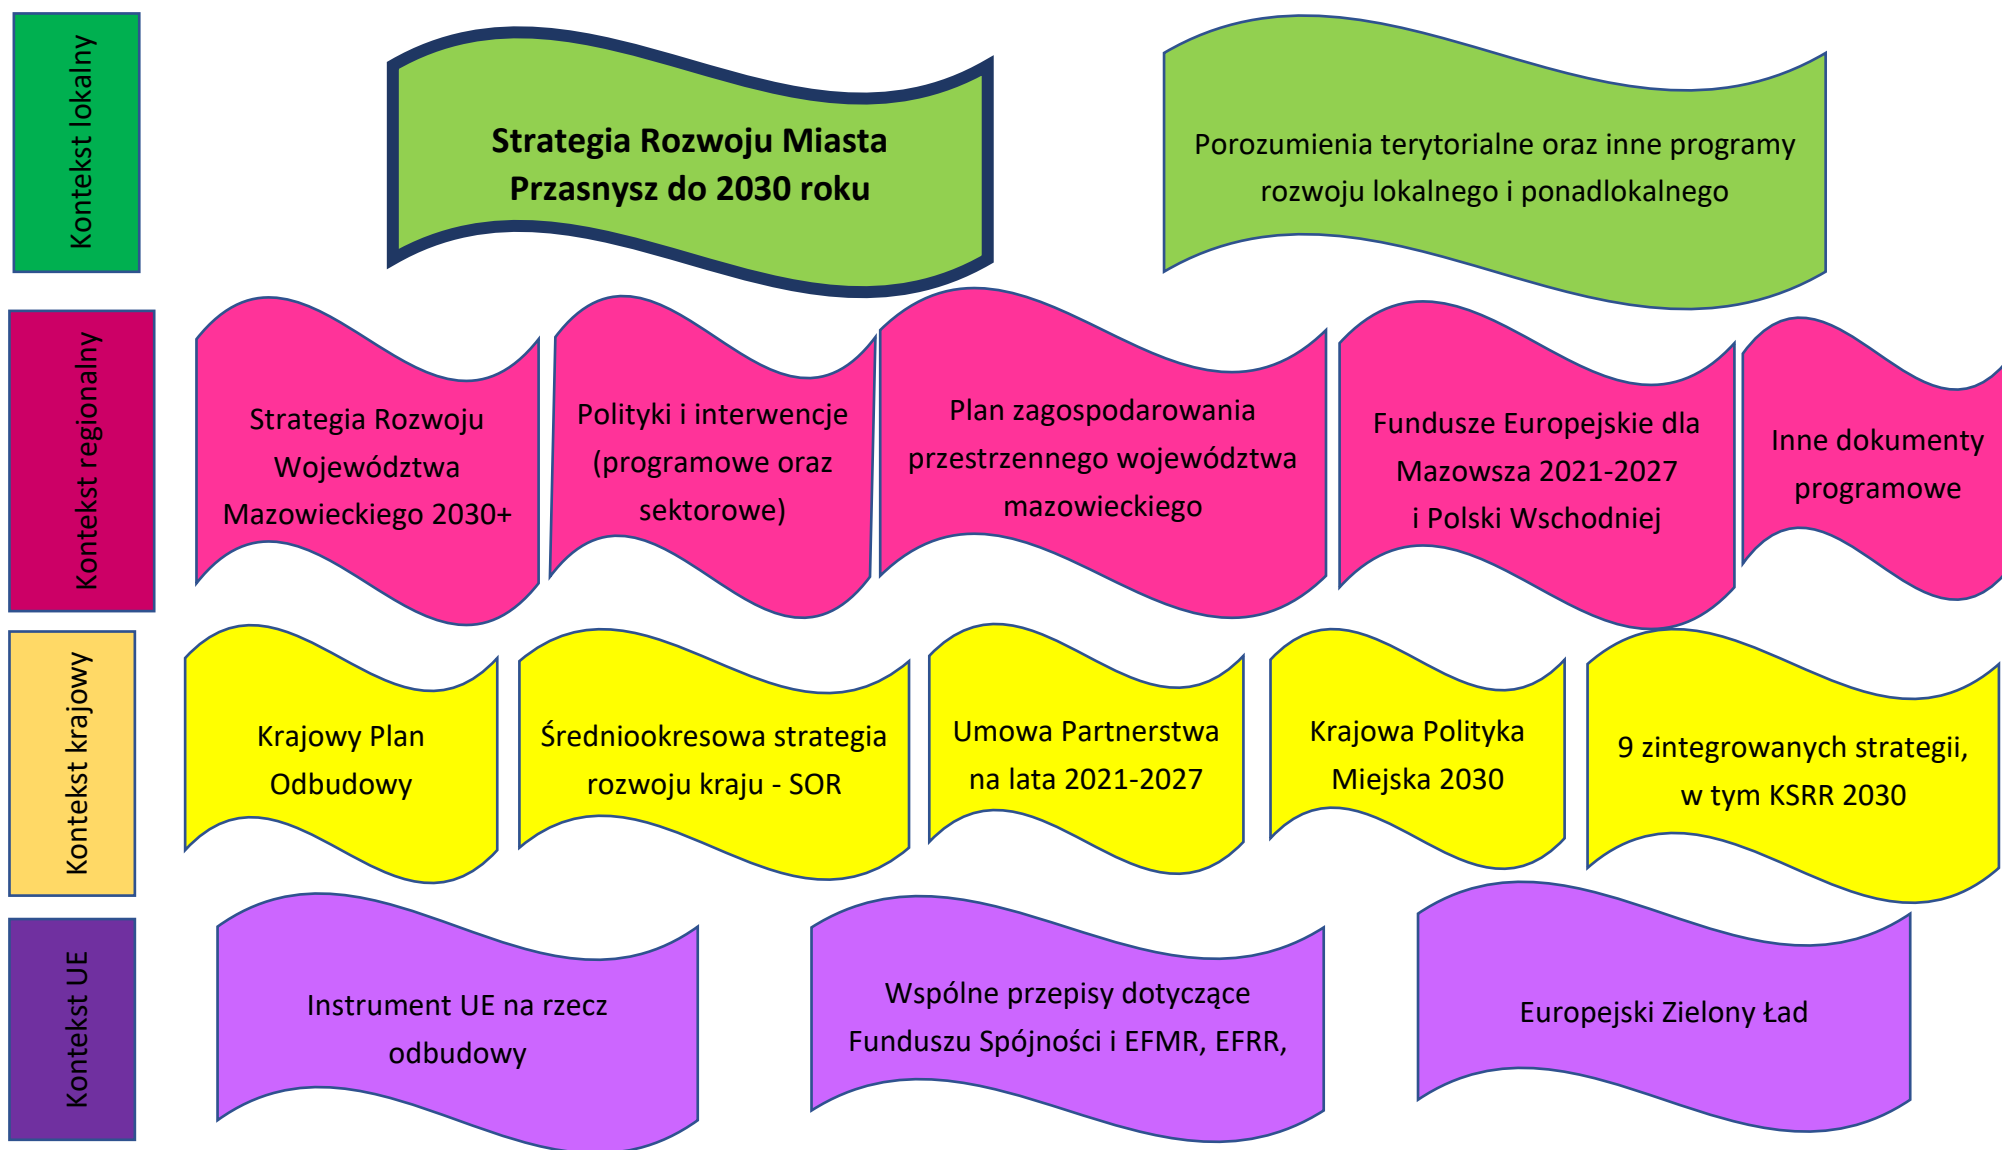 Kontekst lokalny
Strategia Rozwoju Miasta
Przasnysz do 2030 roku
Porozumienia terytorialne oraz inne programy
rozwoju lokalnego i ponadlokalnego
Kontekst regionalny
Strategia Rozwoju
Województwa
Mazowieckiego 2030+
Polityki i interwencje
(programowe oraz
sektorowe)
Plan zagospodarowania
przestrzennego województwa
mazowieckiego
Fundusze Europejskie dla
Mazowsza 2021-2027
i Polski Wschodniej
Inne dokumenty
programowe
Kontekst krajowy
Krajowy Plan
Odbudowy
Średniookresowa strategia
rozwoju kraju - SOR
Umowa Partnerstwa
na lata 2021-2027
Krajowa Polityka
Miejska 2030
9 zintegrowanych strategii,
w tym KSRR 2030
Kontekst UE
Instrument UE na rzecz
odbudowy
Wspólne przepisy dotyczące
Funduszu Spójności i EFMR, EFRR,
Europejski Zielony Ład